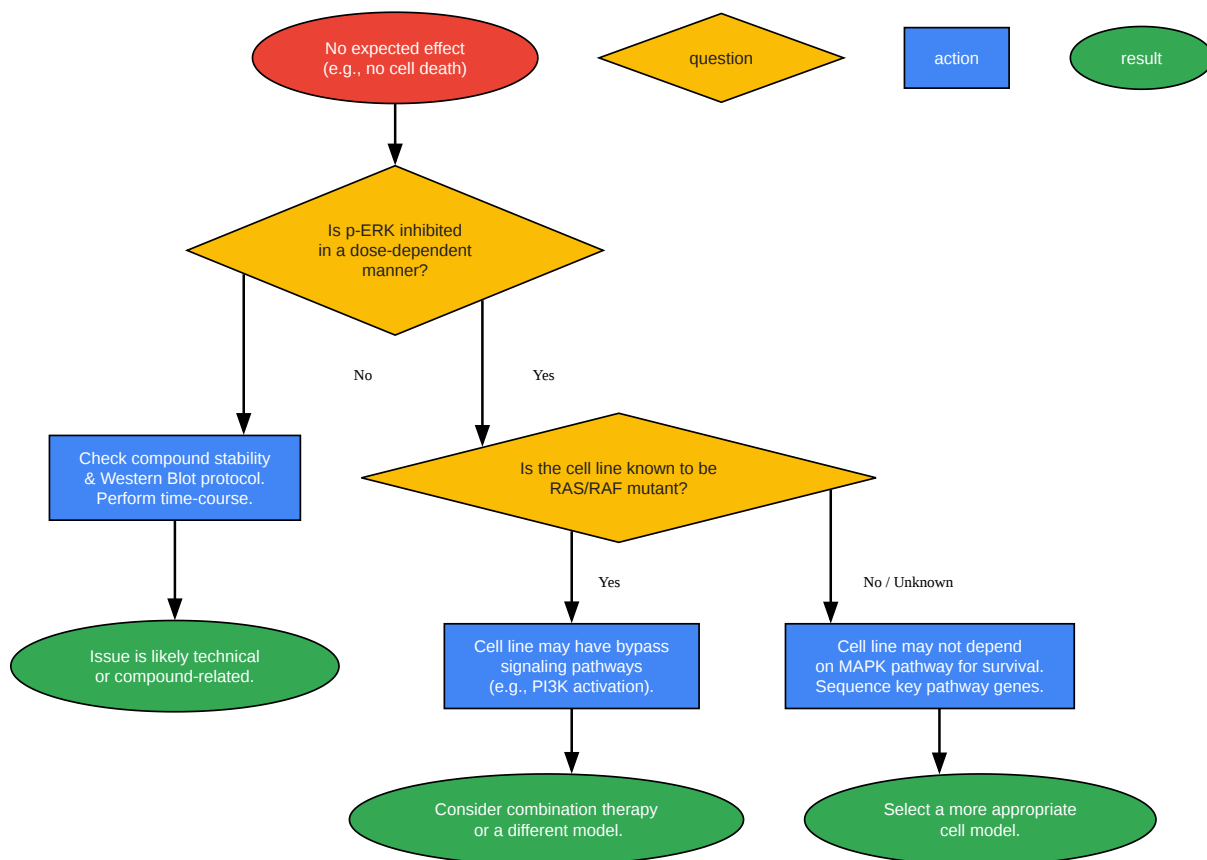 No expected effect
(e.g., no cell death)
question
action
result
Is p-ERK inhibited
in a dose-dependent
manner?
No
Yes
Check compound stability
& Western Blot protocol.
Perform time-course.
Is the cell line known to be
RAS/RAF mutant?
Yes
No / Unknown
Issue is likely technical
or compound-related.
Cell line may have bypass
signaling pathways
(e.g., PI3K activation).
Cell line may not depend
on MAPK pathway for survival.
Sequence key pathway genes.
Consider combination therapy
or a different model.
Select a more appropriate
cell model.